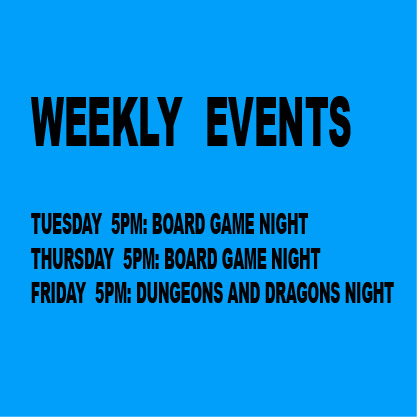 WEEKLY EVENTS
TUESDAY 5PM: BOARD GAME NIGHT
THURSDAY 5PM: BOARD GAME NIGHT
FRIDAY 5PM: DUNGEONS AND DRAGONS NIGHT